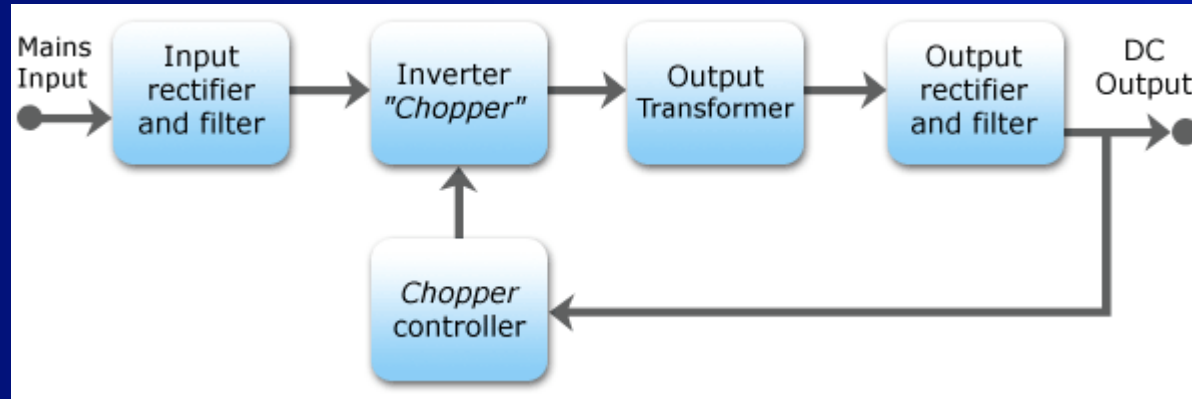 Mains
Input
Input
rectifier
and filter
Inverter
"Chopper"
Output
Transformer
Output
rectifier
and filter
DC
Output
Chopper
controller